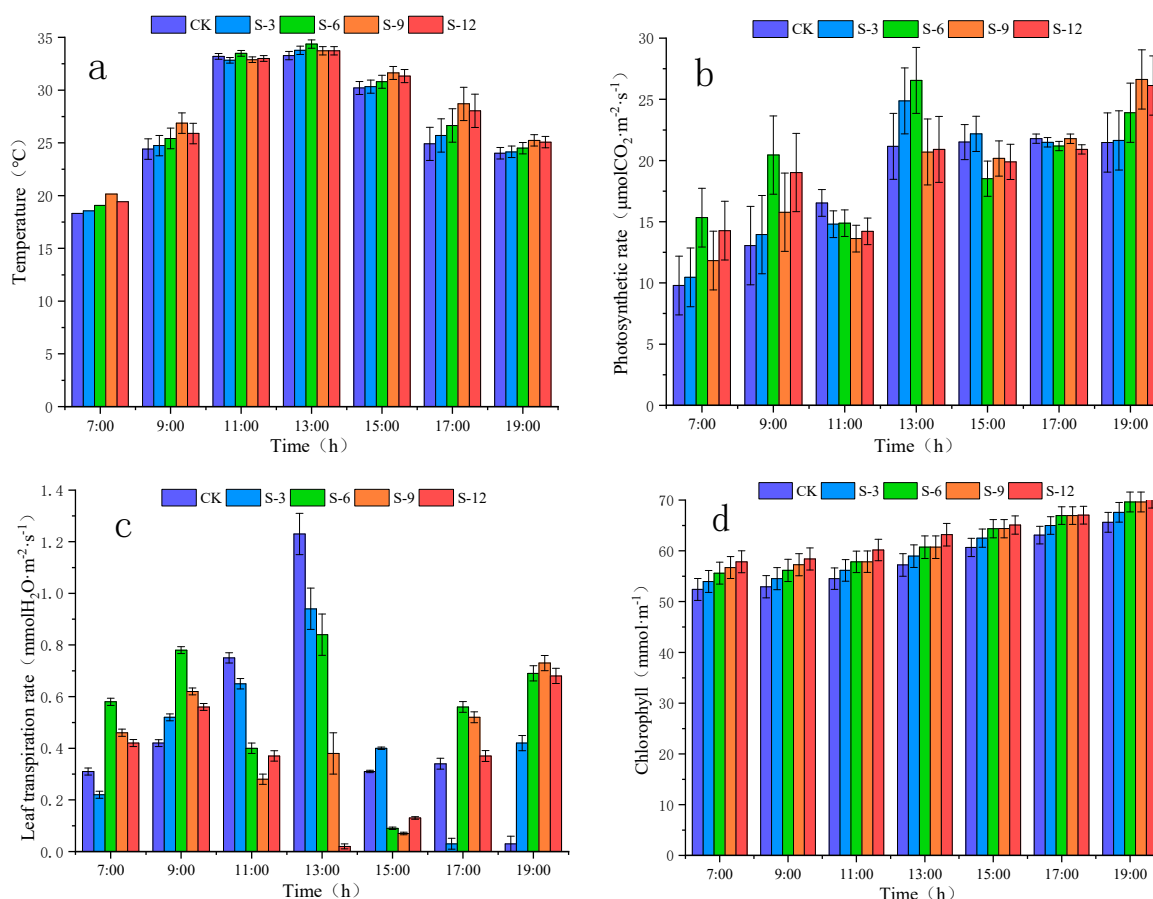 CK S-3 S-6 S-9 S-12
a
Temperature（℃）
35
30
25
20
15
10
5
0
7:00 9:00 11:00 13:00 15:00 17:00 19:00
Time（h）
CK S-3 S-6 S-9 S-12
b
Photosynthetic rate（μmolCO₂·m⁻²·s⁻¹）
30
25
20
15
10
5
0
7:00 9:00 11:00 13:00 15:00 17:00 19:00
Time（h）
CK S-3 S-6 S-9 S-12
c
Leaf transpiration rate（mmolH₂O·m⁻²·s⁻¹）
1.4
1.2
1.0
0.8
0.6
0.4
0.2
0.0
7:00 9:00 11:00 13:00 15:00 17:00 19:00
Time（h）
CK S-3 S-6 S-9 S-12
d
Chlorophyll（mmol·m⁻¹）
70
60
50
40
30
20
10
0
7:00 9:00 11:00 13:00 15:00 17:00 19:00
Time（h）